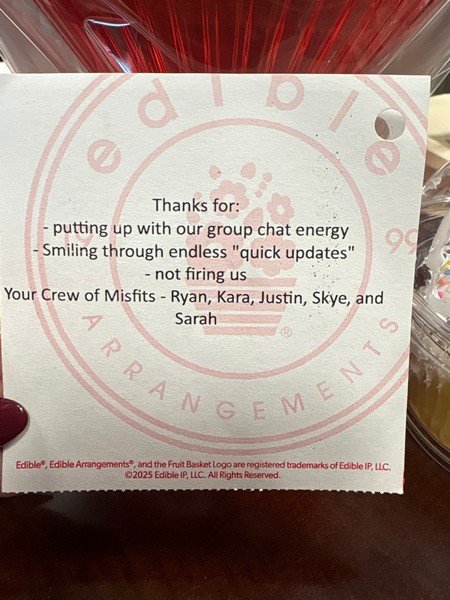 edible
ARRANGEMENTS
®
Thanks for:
- putting up with our group chat energy
- Smiling through endless "quick updates"
- not firing us
Your Crew of Misfits - Ryan, Kara, Justin, Skye, and
Sarah
Edible®, Edible Arrangements®, and the Fruit Basket Logo are registered trademarks of Edible IP, LLC.
©2025 Edible IP, LLC. All Rights Reserved.